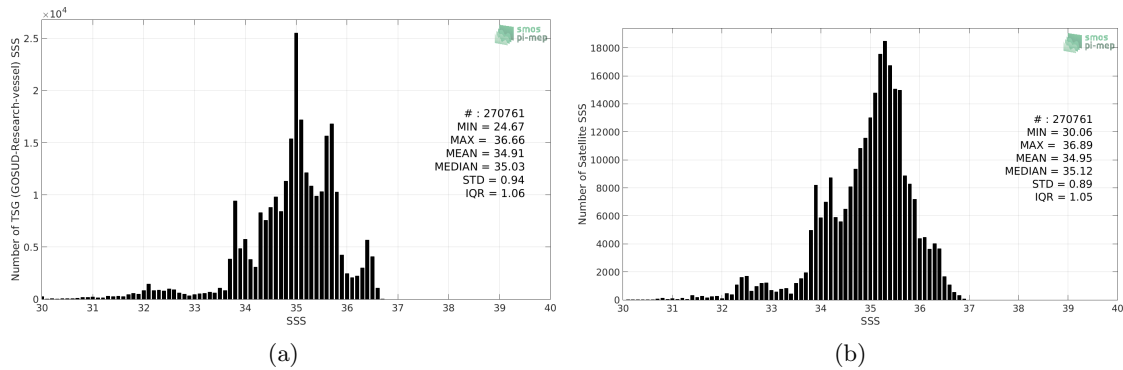 ×10⁴
2.5
2
1.5
1
0.5
0
Number of TSG (GOSUD-Research-vessel) SSS
smos
pi-mep
# : 270761
MIN = 24.67
MAX = 36.66
MEAN = 34.91
MEDIAN = 35.03
STD = 0.94
IQR = 1.06
30 31 32 33 34 35 36 37 38 39 40
SSS
(a)
18000
16000
14000
12000
10000
8000
6000
4000
2000
0
Number of Satellite SSS
smos
pi-mep
# : 270761
MIN = 30.06
MAX = 36.89
MEAN = 34.95
MEDIAN = 35.12
STD = 0.89
IQR = 1.05
30 31 32 33 34 35 36 37 38 39 40
SSS
(b)